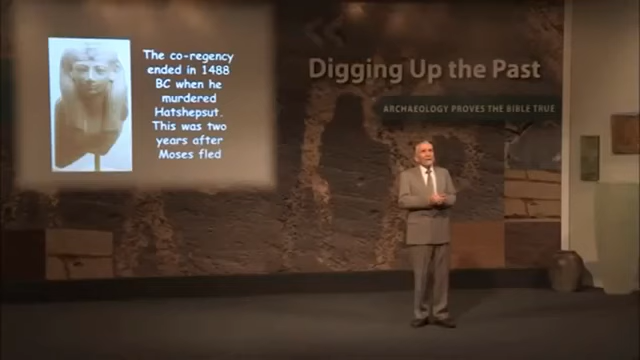 The co-regency
ended in 1488
BC when he
murdered
Hatshepsut.
This was two
years after
Moses fled
Digging Up the Past
ARCHAEOLOGY PROVES THE BIBLE TRUE